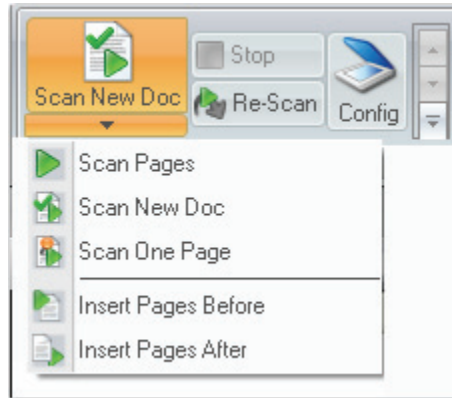 Stop
Scan New Doc
Re-Scan
Config
Scan Pages
Scan New Doc
Scan One Page
Insert Pages Before
Insert Pages After